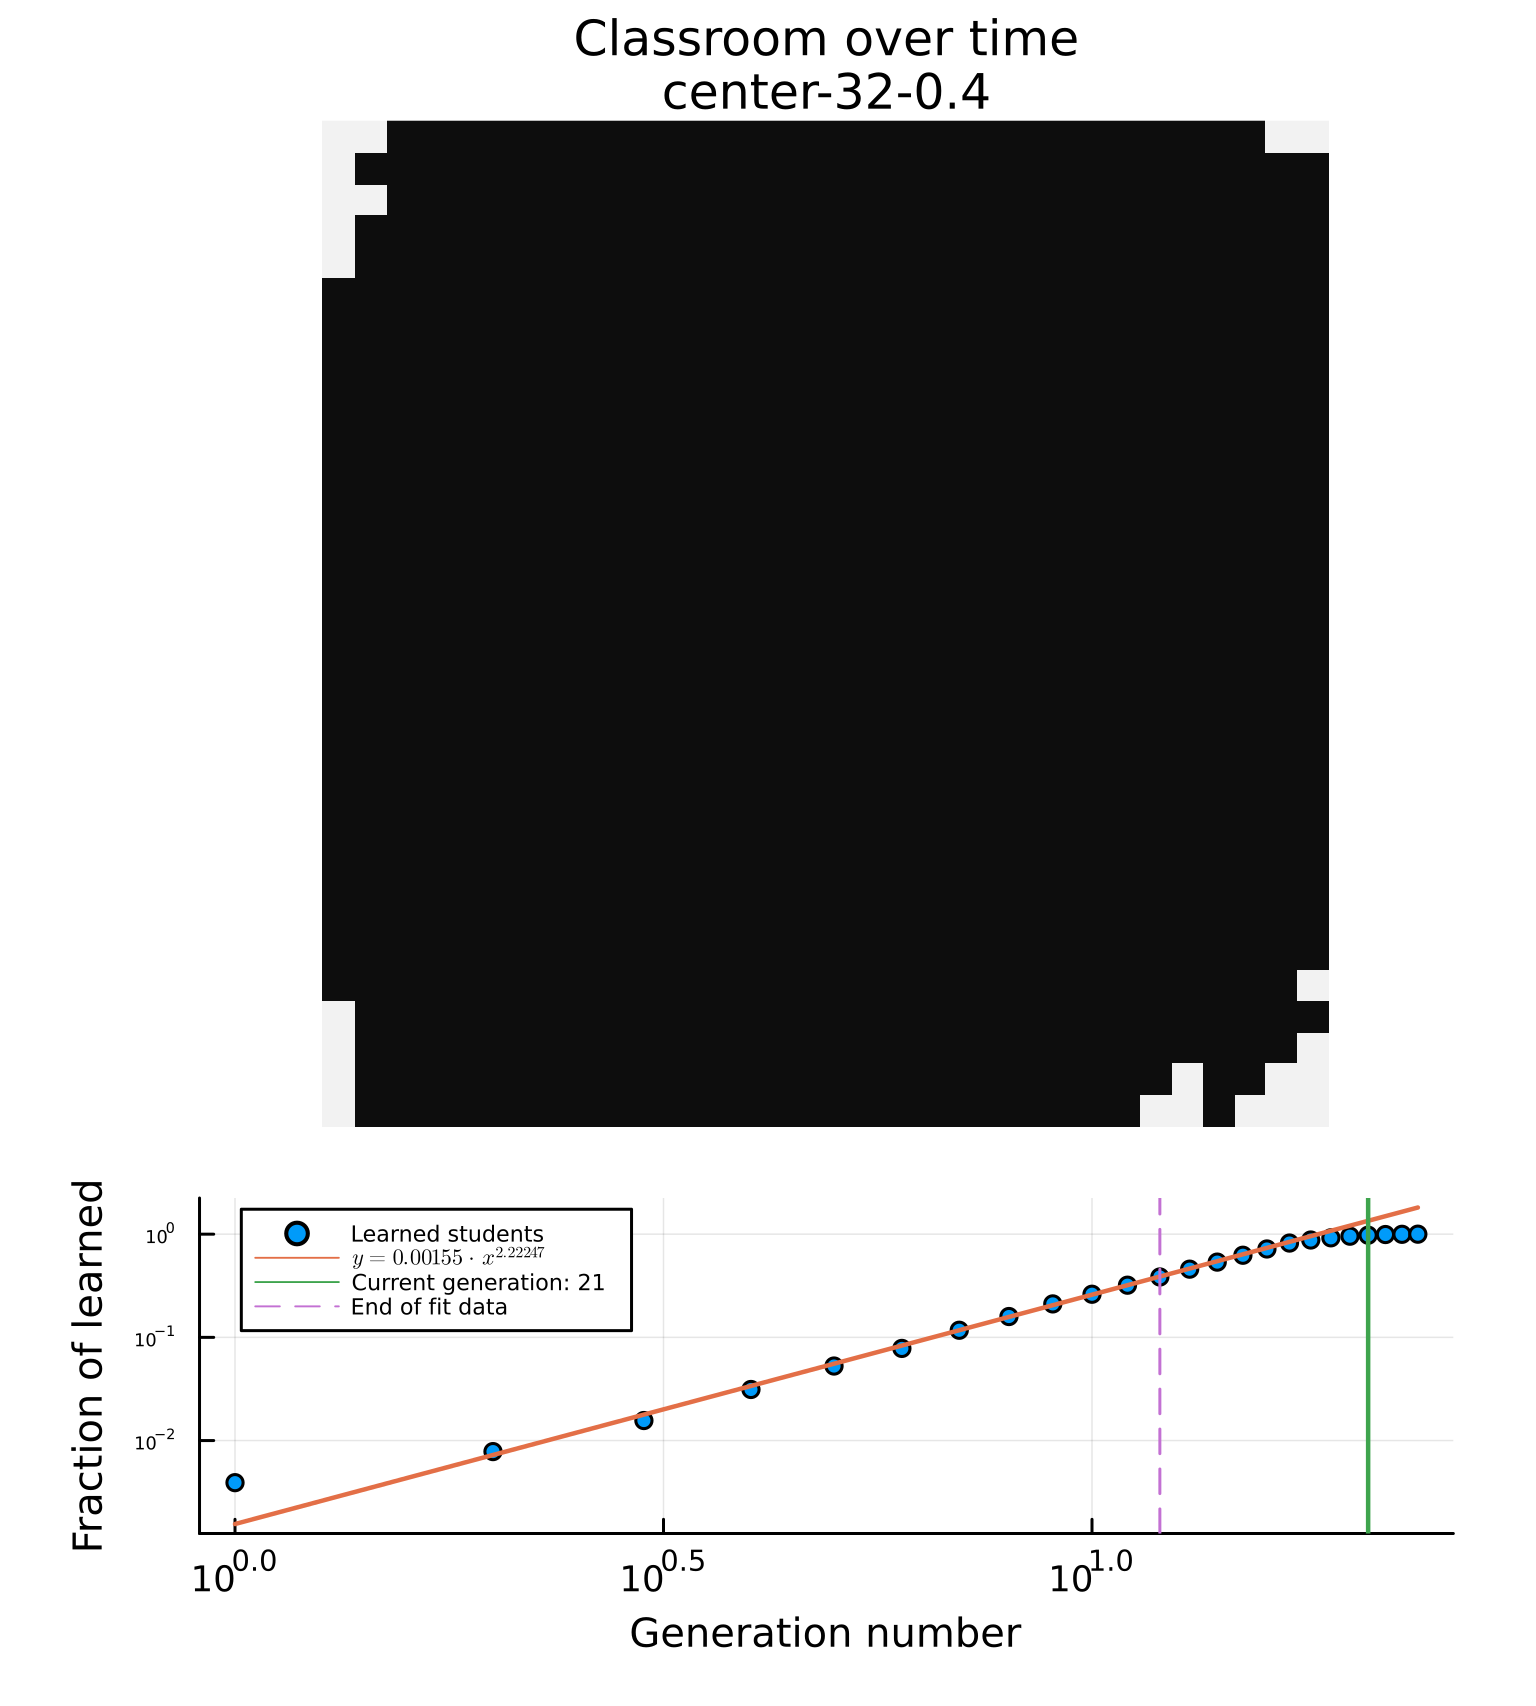 Classroom over time
center-32-0.4
Fraction of learned
10⁰
10⁻¹
10⁻²
Learned students
y = 0.00155 · x^2.22247
Current generation: 21
End of fit data
10^0.0 10^0.5 10^1.0
Generation number